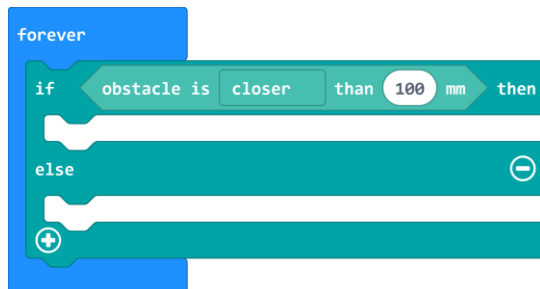 forever
if obstacle is closer than 100 mm then
else